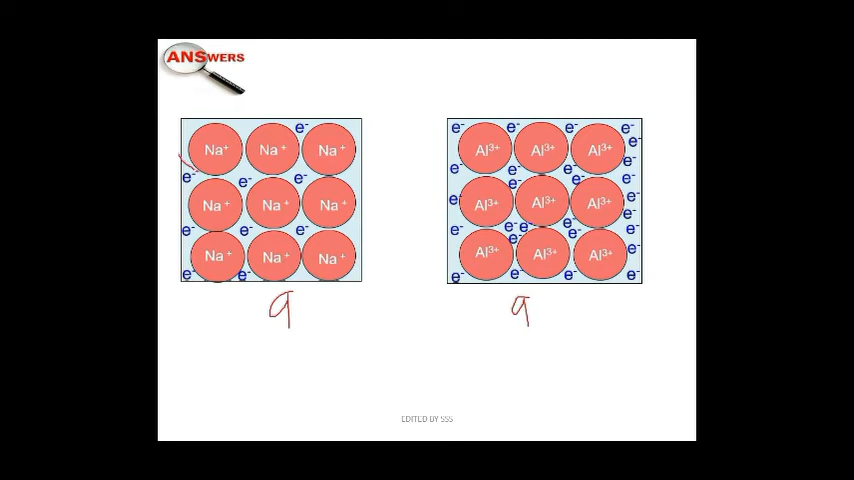 ANSWERS
e⁻
Na⁺ Na⁺ Na⁺
e⁻ e⁻ e⁻
Na⁺ Na⁺ Na⁺
e⁻ e⁻ e⁻
Na⁺ Na⁺ Na⁺
e⁻ e⁻
9
e⁻ e⁻ e⁻ e⁻
e⁻
Al³⁺ Al³⁺ Al³⁺
e⁻ e⁻ e⁻ e⁻
e⁻ e⁻ e⁻
e⁻ e⁻
Al³⁺ Al³⁺ Al³⁺
e⁻
e⁻ e⁻ e⁻ e⁻
e⁻ e⁻
Al³⁺ Al³⁺ Al³⁺
e⁻
e⁻ e⁻ e⁻ e⁻
9
EDITED BY SSS